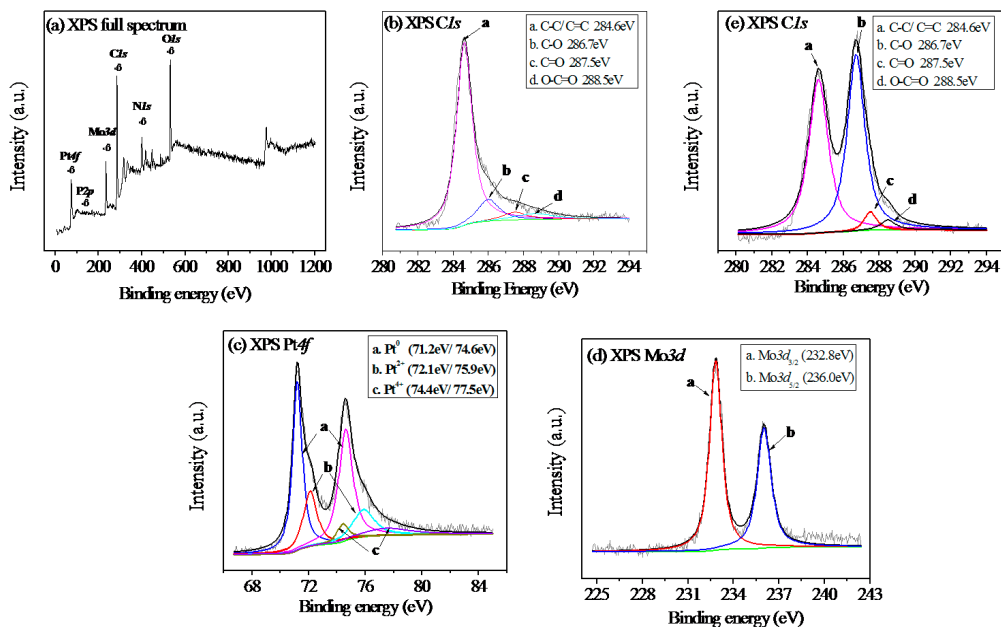 (a) XPS full spectrum
O1s
-δ
C1s
-δ
N1s
-δ
Mo3d
-δ
Pt4f
-δ
P2p
-δ
Intensity (a.u.)
0 200 400 600 800 1000 1200
Binding energy (eV)
(b) XPS C1s
a
a. C-C/ C=C 284.6eV
b. C-O 286.7eV
c. C=O 287.5eV
d. O-C=O 288.5eV
b
c
d
Intensity (a.u.)
280 282 284 286 288 290 292 294
Binding Energy (eV)
(e) XPS C1s
b
a. C-C/ C=C 284.6eV
b. C-O 286.7eV
c. C=O 287.5eV
d. O-C=O 288.5eV
a
c
d
Intensity (a.u.)
280 282 284 286 288 290 292 294
Binding energy (eV)
(c) XPS Pt4f
a. Pt0 (71.2eV/ 74.6eV)
b. Pt2+ (72.1eV/ 75.9eV)
c. Pt4+ (74.4eV/ 77.5eV)
a
b
c
Intensity (a.u.)
68 72 76 80 84
Binding energy (eV)
(d) XPS Mo3d
a. Mo3d5/2 (232.8eV)
b. Mo3d3/2 (236.0eV)
a
b
Intensity (a.u.)
225 228 231 234 237 240 243
Binding energy (eV)